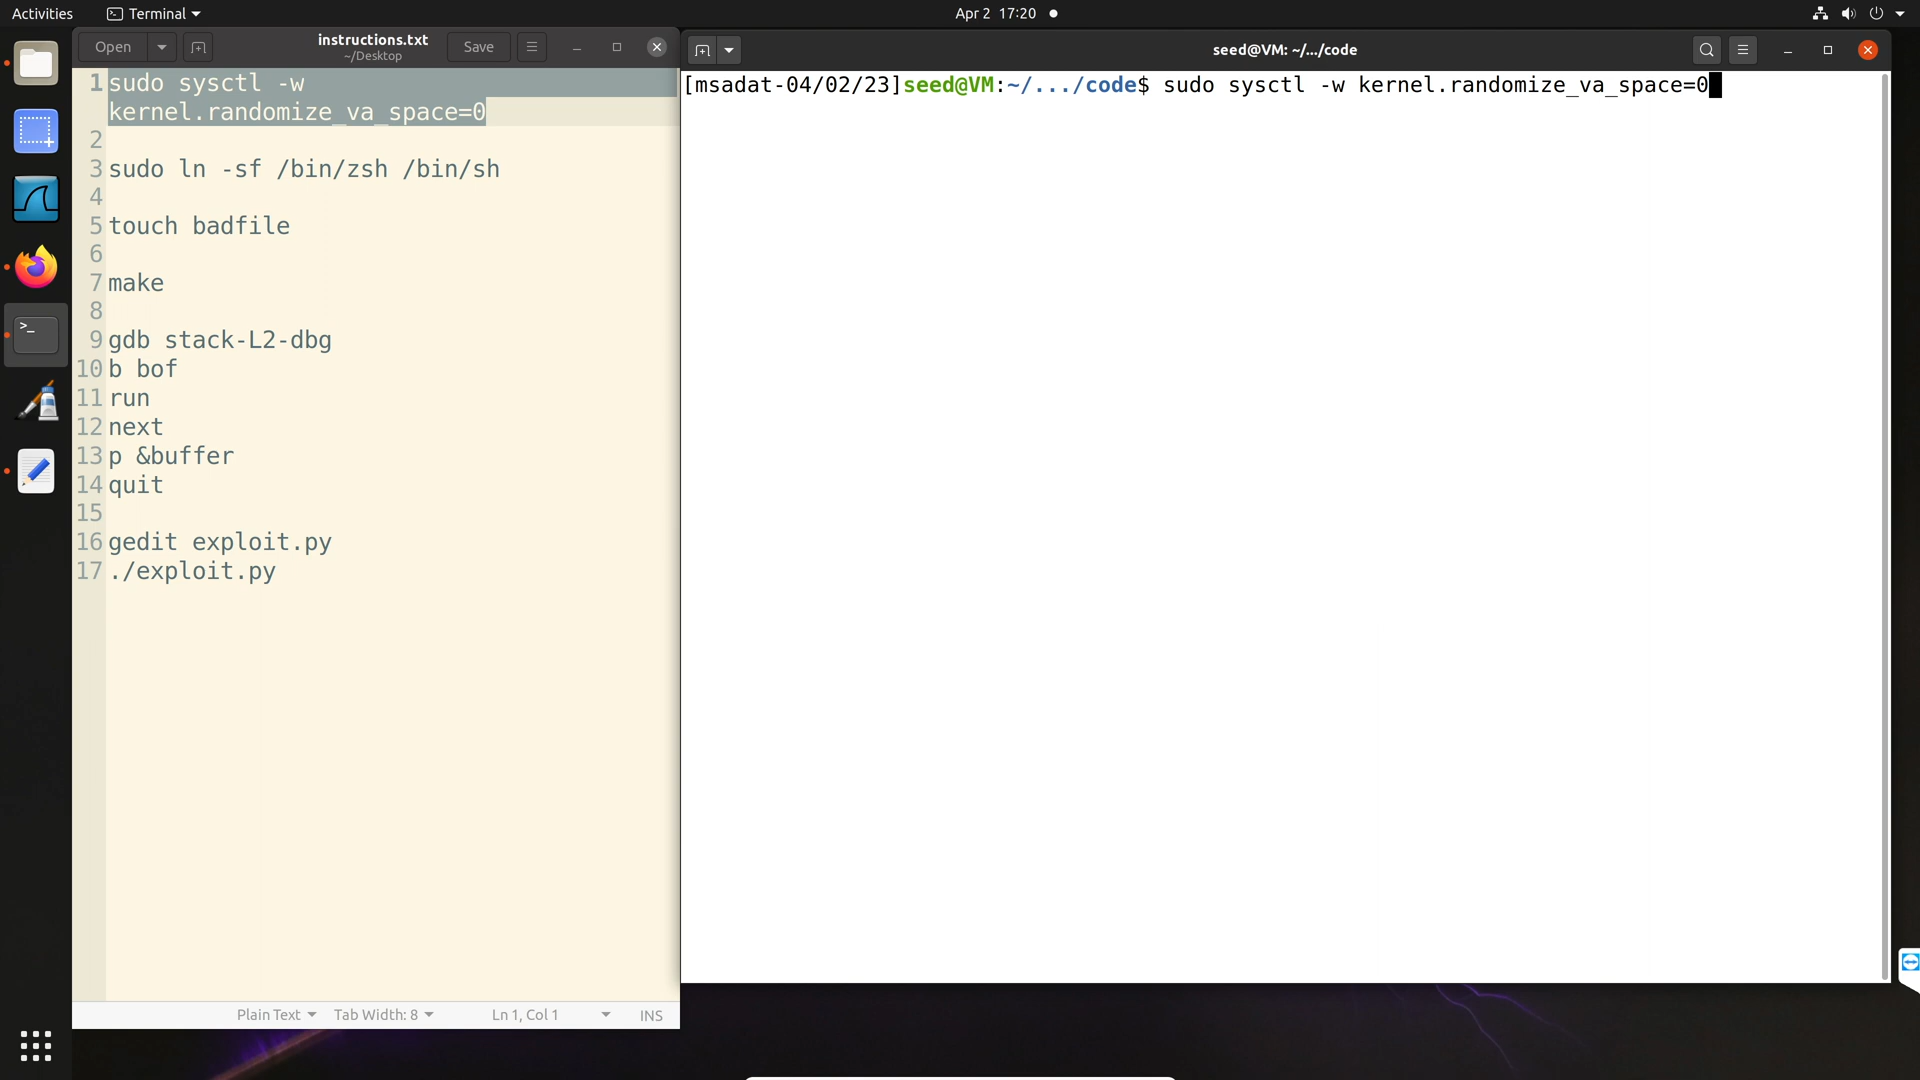 Activities
Terminal
Apr 2 17:20
Open
instructions.txt
~/Desktop
Save
1 sudo sysctl -w
kernel.randomize_va_space=0
2
3 sudo ln -sf /bin/zsh /bin/sh
4
5 touch badfile
6
7 make
8
9 gdb stack-L2-dbg
10 b bof
11 run
12 next
13 p &buffer
14 quit
15
16 gedit exploit.py
17 ./exploit.py
Plain Text
Tab Width: 8
Ln 1, Col 1
INS
seed@VM: ~/.../code
[msadat-04/02/23]seed@VM:~/.../code$ sudo sysctl -w kernel.randomize_va_space=0